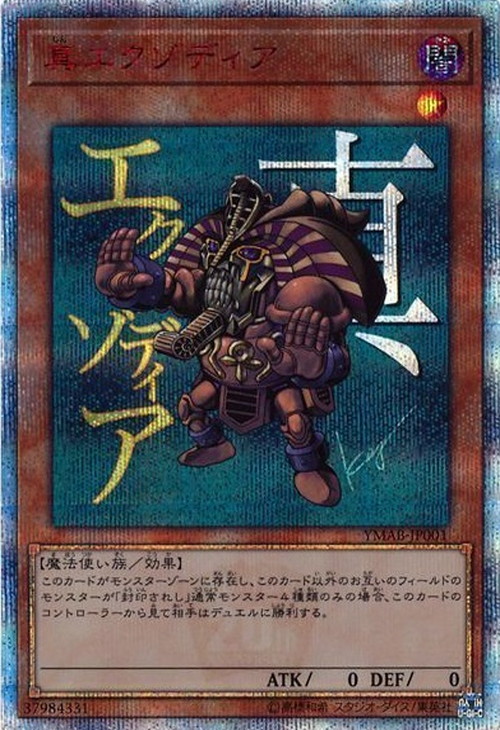 真エクゾディア
闇
真
エクゾディア
YMAB-JP001
【魔法使い族／効果】
このカードがモンスターゾーンに存在し、このカード以外のお互いのフィールドの
モンスターが「封印されし」通常モンスター４種類のみの場合、このカードの
コントローラーから見て相手はデュエルに勝利する。
ATK/ 0 DEF/ 0
37984331
©高橋和希 スタジオ・ダイス/集英社